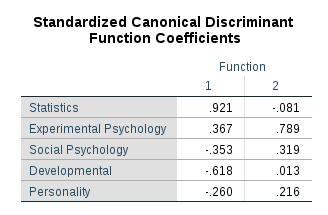 Standardized Canonical Discriminant
Function Coefficients
Function
1 2
Statistics .921 -.081
Experimental Psychology .367 .789
Social Psychology -.353 .319
Developmental -.618 .013
Personality -.260 .216